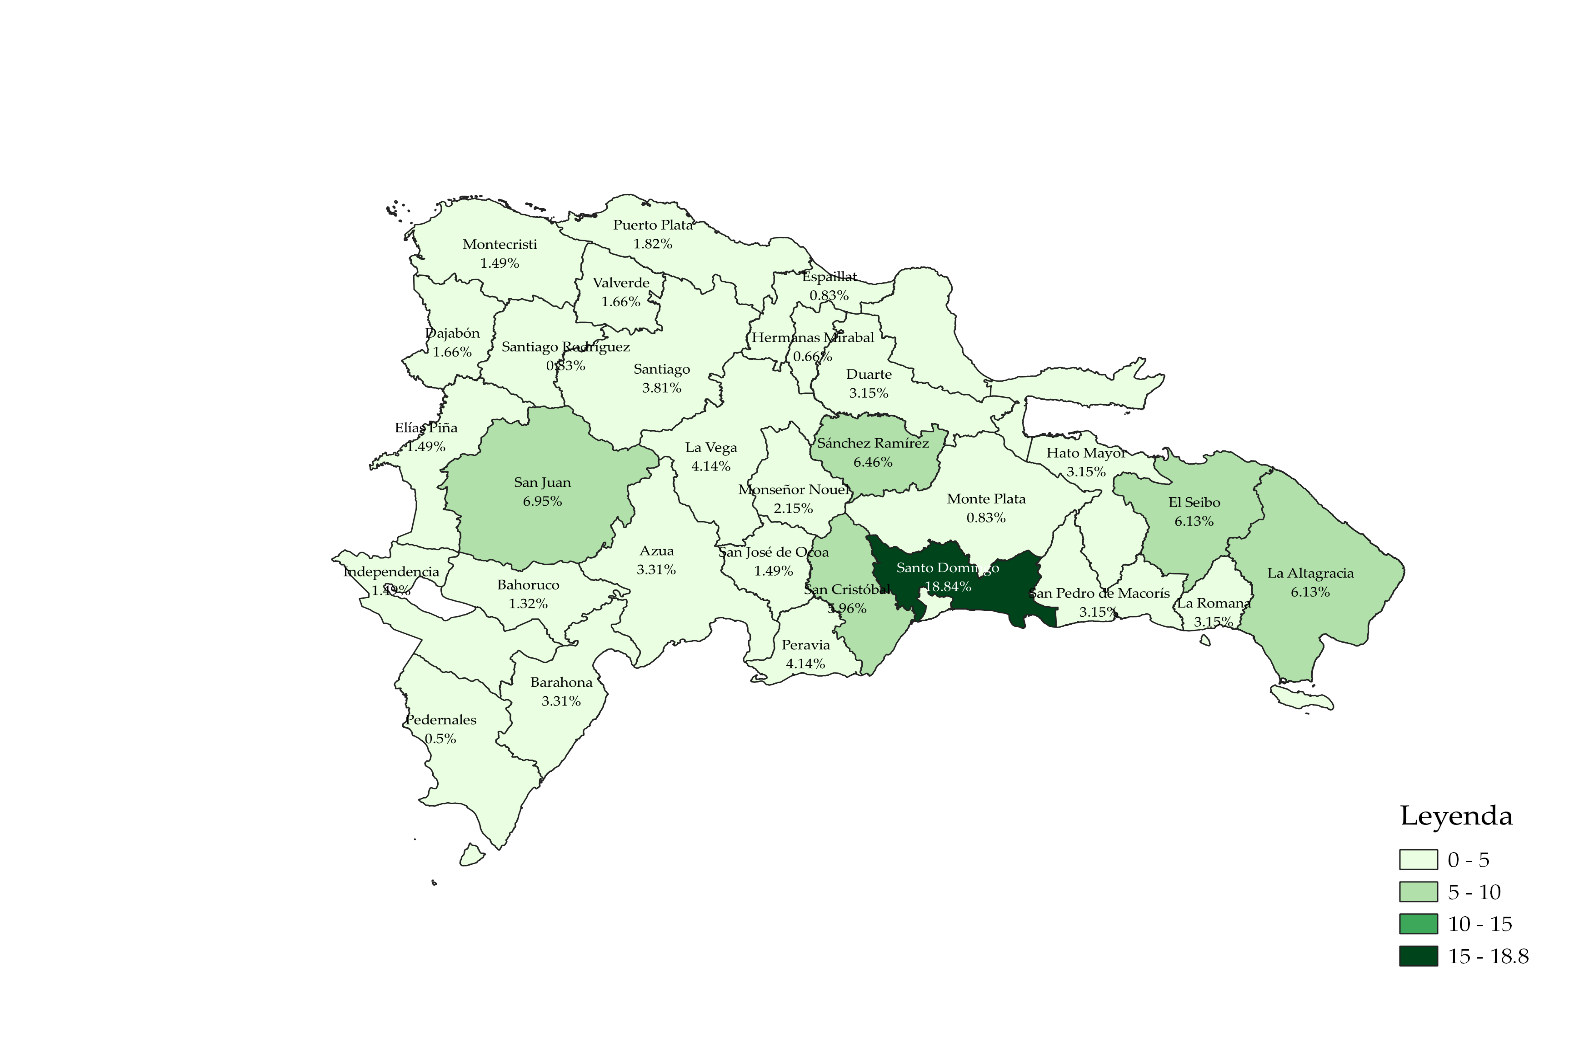 Puerto Plata
1.82%
Montecristi
1.49%
Valverde
1.66%
Espaillat
0.83%
Dajabón
1.66%
Santiago Rodríguez
0.83%
Hermanas Mirabal
0.66%
Santiago
3.81%
Duarte
3.15%
Elías Piña
1.49%
Sánchez Ramírez
6.46%
La Vega
4.14%
Hato Mayor
3.15%
San Juan
6.95%
Monseñor Nouel
2.15%
Monte Plata
0.83%
El Seibo
6.13%
Azua
3.31%
San José de Ocoa
1.49%
Independencia
1.49%
Santo Domingo
18.84%
La Altagracia
6.13%
Bahoruco
1.32%
San Cristóbal
5.96%
San Pedro de Macorís
3.15%
La Romana
3.15%
Peravia
4.14%
Barahona
3.31%
Pedernales
0.5%
Leyenda
0 - 5
5 - 10
10 - 15
15 - 18.8